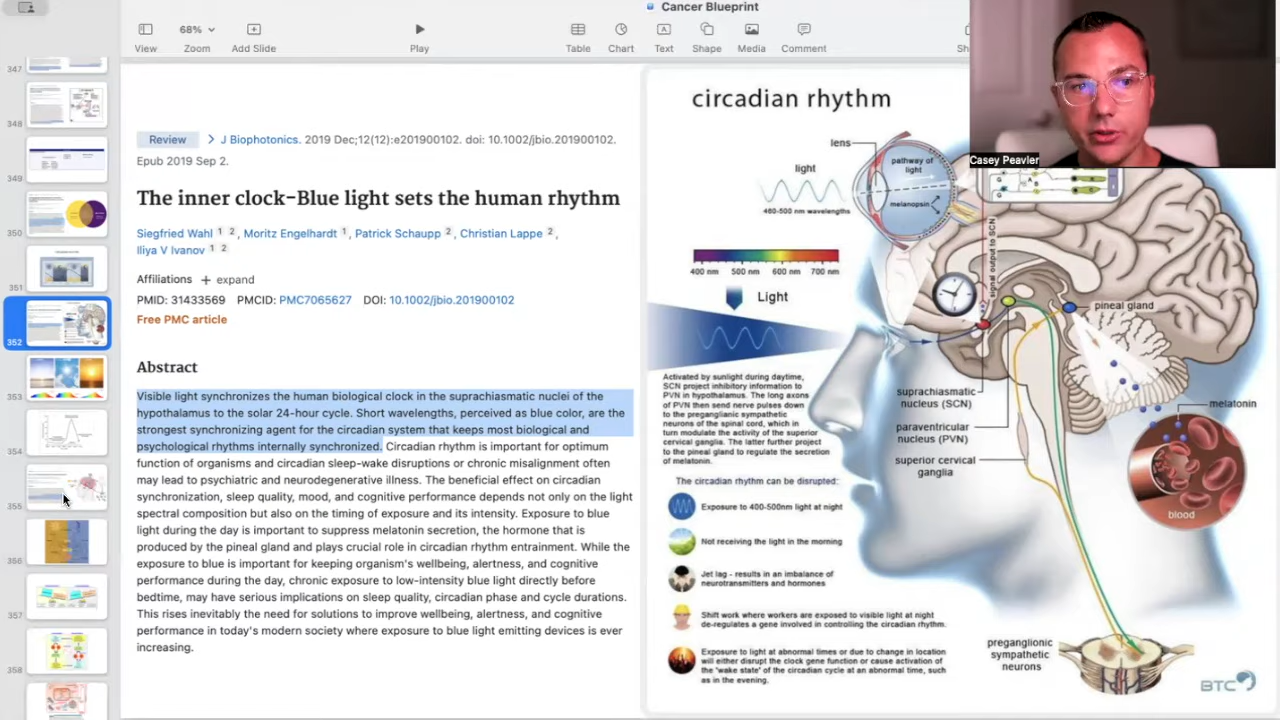 Cancer Blueprint
68%
View
Zoom
Add Slide
Play
Table
Chart
Text
Shape
Media
Comment
Casey Peavler
347
348
349
350
351
352
353
354
355
366
357
358
Review
J Biophotonics. 2019 Dec;12(12):e201900102. doi: 10.1002/jbio.201900102.
Epub 2019 Sep 2.
The inner clock-Blue light sets the human rhythm
Siegfried Wahl 1 2, Moritz Engelhardt 1, Patrick Schaupp 2, Christian Lappe 2,
Iliya V Ivanov 1 2
Affiliations + expand
PMID: 31433569 PMCID: PMC7065627 DOI: 10.1002/jbio.201900102
Free PMC article
Abstract
Visible light synchronizes the human biological clock in the suprachiasmatic nuclei of the
hypothalamus to the solar 24-hour cycle. Short wavelengths, perceived as blue color, are the
strongest synchronizing agent for the circadian system that keeps most biological and
psychological rhythms internally synchronized. Circadian rhythm is important for optimum
function of organisms and circadian sleep-wake disruptions or chronic misalignment often
may lead to psychiatric and neurodegenerative illness. The beneficial effect on circadian
synchronization, sleep quality, mood, and cognitive performance depends not only on the light
spectral composition but also on the timing of exposure and its intensity. Exposure to blue
light during the day is important to suppress melatonin secretion, the hormone that is
produced by the pineal gland and plays crucial role in circadian rhythm entrainment. While the
exposure to blue is important for keeping organism's wellbeing, alertness, and cognitive
performance during the day, chronic exposure to low-intensity blue light directly before
bedtime, may have serious implications on sleep quality, circadian phase and cycle durations.
This rises inevitably the need for solutions to improve wellbeing, alertness, and cognitive
performance in today's modern society where exposure to blue light emitting devices is ever
increasing.
circadian rhythm
lens
light
460-500 nm wavelengths
pathway of
light
melanopsin
G
G
A
signal output to SCN
400 nm 500 nm 600 nm 700 nm
Light
pineal gland
Activated by sunlight during daytime,
SCN project inhibitory information to
PVN in hypothalamus. The long axons
of PVN then send nerve pulses down
to the preganglionic sympathetic
neurons of the spinal cord, which in
turn modulate the activity of the superior
cervical ganglia. The latter further project
to the pineal gland to regulate the secretion
of melatonin.
suprachiasmatic
nucleus (SCN)
paraventricular
nucleus (PVN)
superior cervical
ganglia
melatonin
blood
The circadian rhythm can be disrupted:
Exposure to 400-500nm light at night
Not receiving the light in the morning
Jet lag - results in an imbalance of
neurotransmitters and hormones
Shift work where workers are exposed to visible light at night
de-regulates a gene involved in controlling the circadian rhythm.
Exposure to light at abnormal times or due to change in location
will either disrupt the clock gene function or cause activation of
the 'wake state' of the circadian cycle at an abnormal time, such
as in the evening.
preganglionic
sympathetic
neurons
BTC